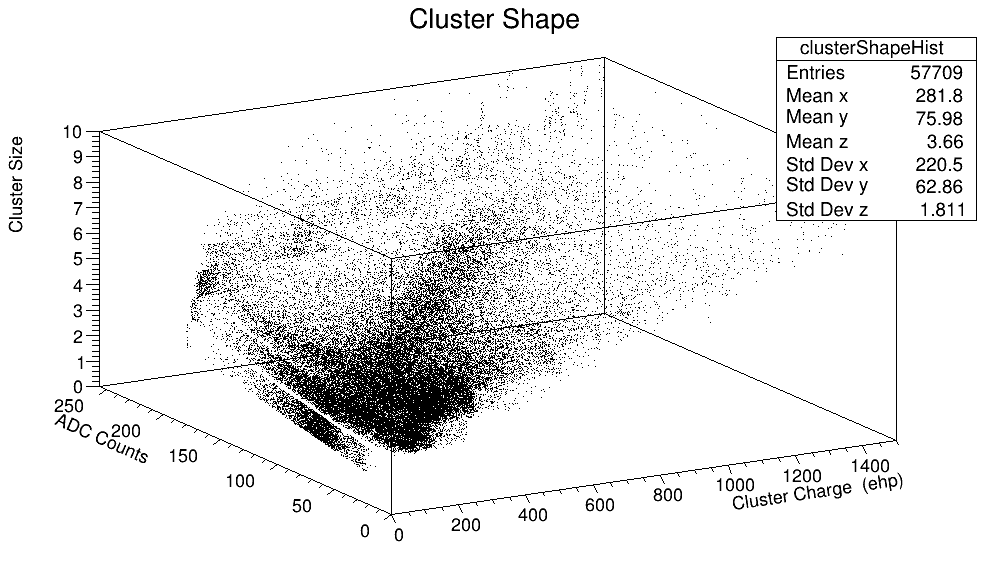 Cluster Shape
clusterShapeHist
Entries 57709
Mean x 281.8
Mean y 75.98
Mean z 3.66
Std Dev x 220.5
Std Dev y 62.86
Std Dev z 1.811
Cluster Size
10
9
8
7
6
5
4
3
2
1
0
250
200
150
100
50
0
ADC Counts
0
200
400
600
800
1000
1200
1400
Cluster Charge (ehp)